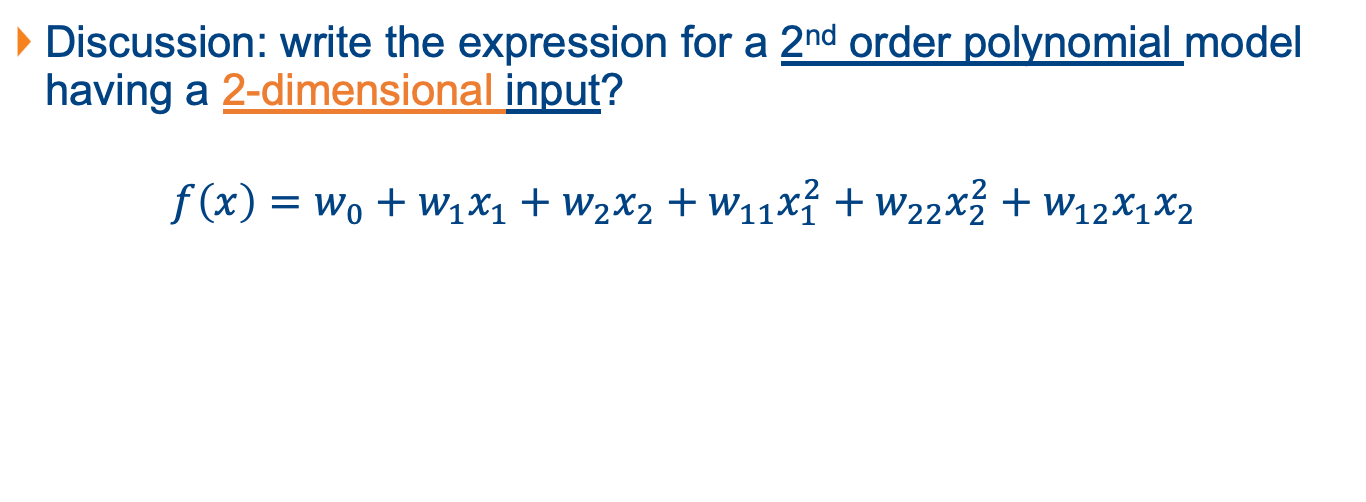 Discussion: write the expression for a 2nd order polynomial model
having a 2-dimensional input?
f(x) = w₀ + w₁x₁ + w₂x₂ + w₁₁x₁² + w₂₂x₂² + w₁₂x₁x₂